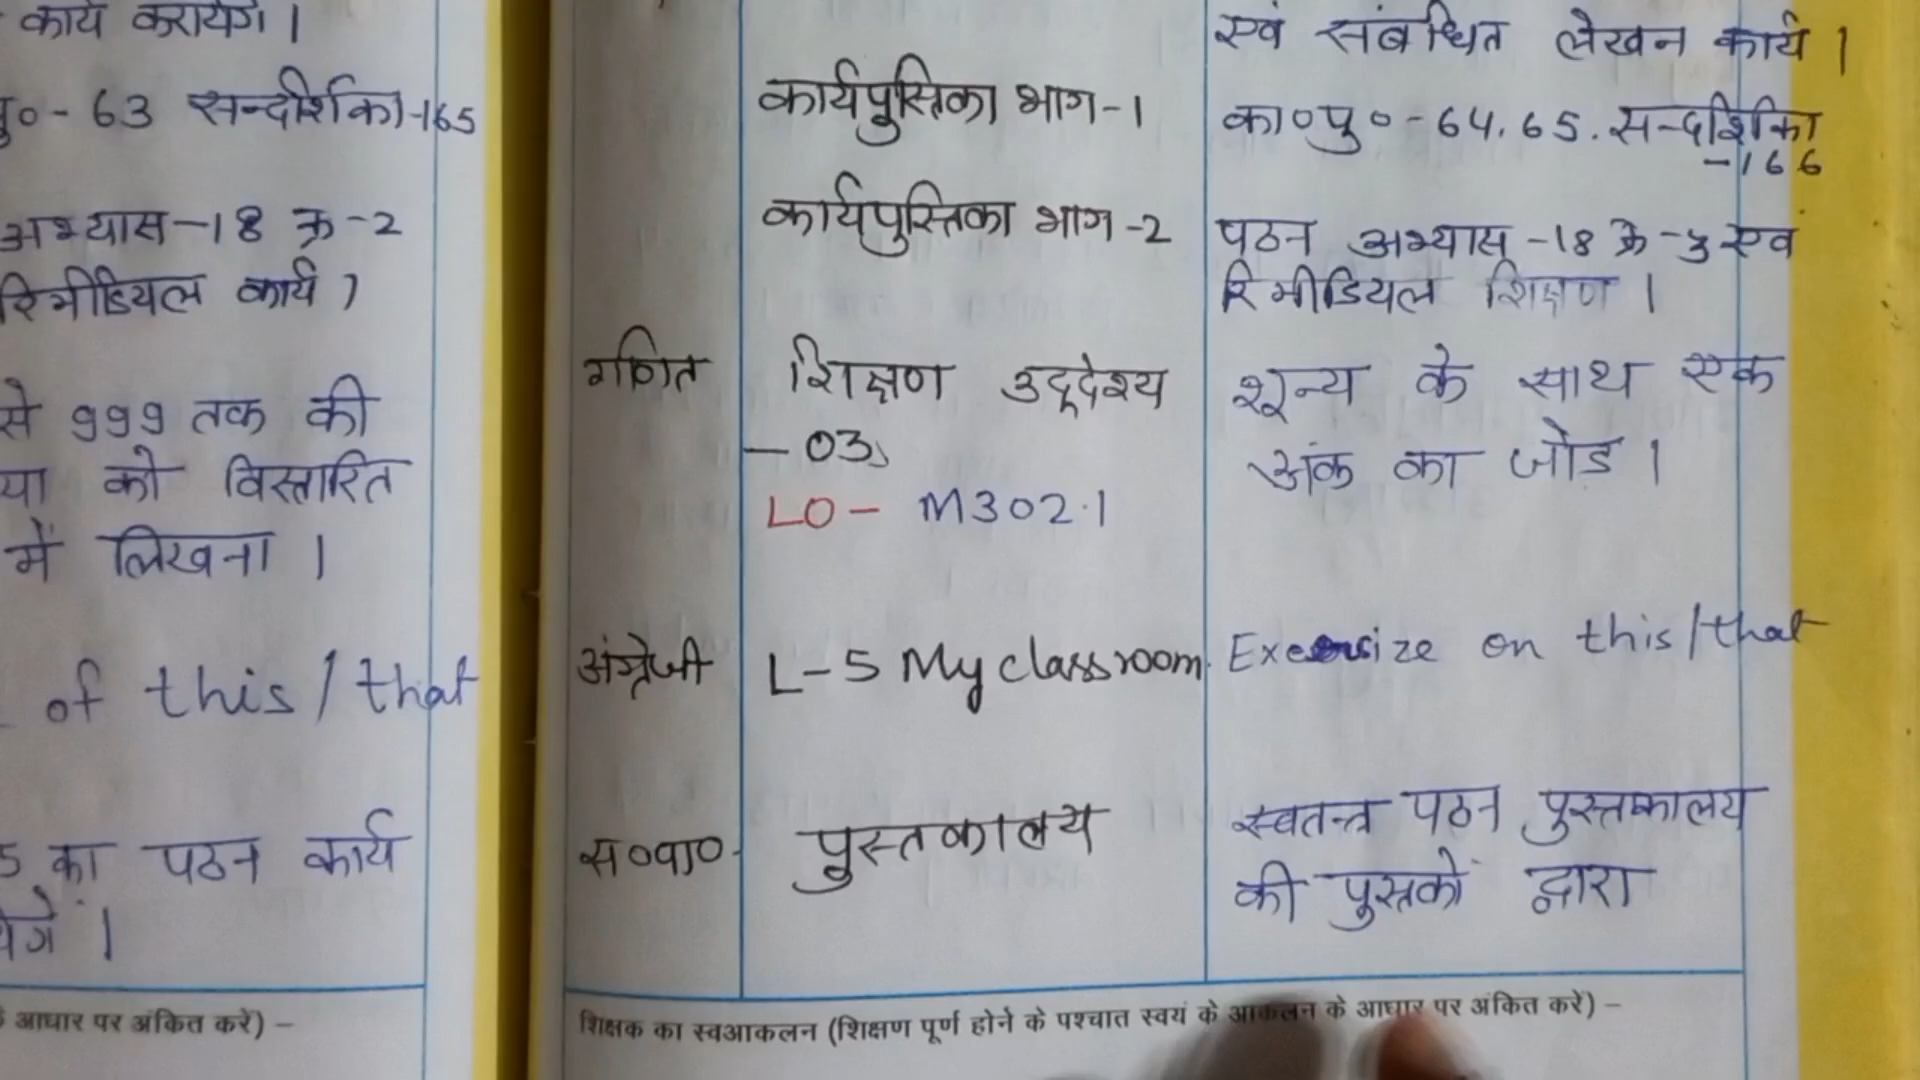 कार्य करायेगे ।
पु०- 63 सन्दर्शिका-165
अभ्यास-18 क्र-2
रिमीडियल कार्य ।
से 999 तक की
या को विस्तारित
में लिखना ।
of this / that
5 का पठन कार्य
येगे ।
आधार पर अंकित करें) –
एवं संबंधित लेखन कार्य ।
कार्यपुस्तिका भाग-1
का०पु०-64.65. सन्दर्शिका
-166
कार्यपुस्तिका भाग-2
पठन अभ्यास-18 क्र-3 एवं
रिमीडियल शिक्षण ।
गणित शिक्षण उद्देश्य शून्य के साथ एक
- 03, अंक का जोड ।
LO- M302.1
अंग्रेजी L-5 My classroom. Exersize on this/that
स०वा०. पुस्तकालय स्वतन्त्र पठन पुस्तकालय
की पुस्तको द्वारा
शिक्षक का स्वआकलन (शिक्षण पूर्ण होने के पश्चात स्वयं के आकलन के आधार पर अंकित करें) –